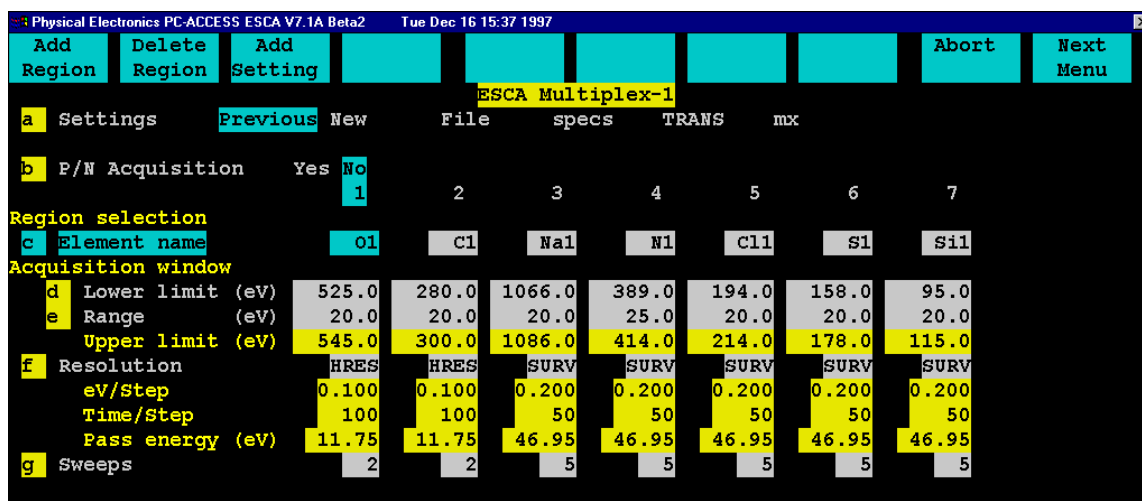 Physical Electronics PC-ACCESS ESCA V7.1A Beta2 Tue Dec 16 15:37 1997
Add Delete Add Abort Next
Region Region Setting Menu
ESCA Multiplex-1
a Settings Previous New File specs TRANS mx
b P/N Acquisition Yes No
1 2 3 4 5 6 7
Region selection
c Element name O1 C1 Na1 N1 Cl1 S1 Si1
Acquisition window
d Lower limit (eV) 525.0 280.0 1066.0 389.0 194.0 158.0 95.0
e Range (eV) 20.0 20.0 20.0 25.0 20.0 20.0 20.0
Upper limit (eV) 545.0 300.0 1086.0 414.0 214.0 178.0 115.0
f Resolution HRES HRES SURV SURV SURV SURV SURV
eV/Step 0.100 0.100 0.200 0.200 0.200 0.200 0.200
Time/Step 100 100 50 50 50 50 50
Pass energy (eV) 11.75 11.75 46.95 46.95 46.95 46.95 46.95
g Sweeps 2 2 5 5 5 5 5